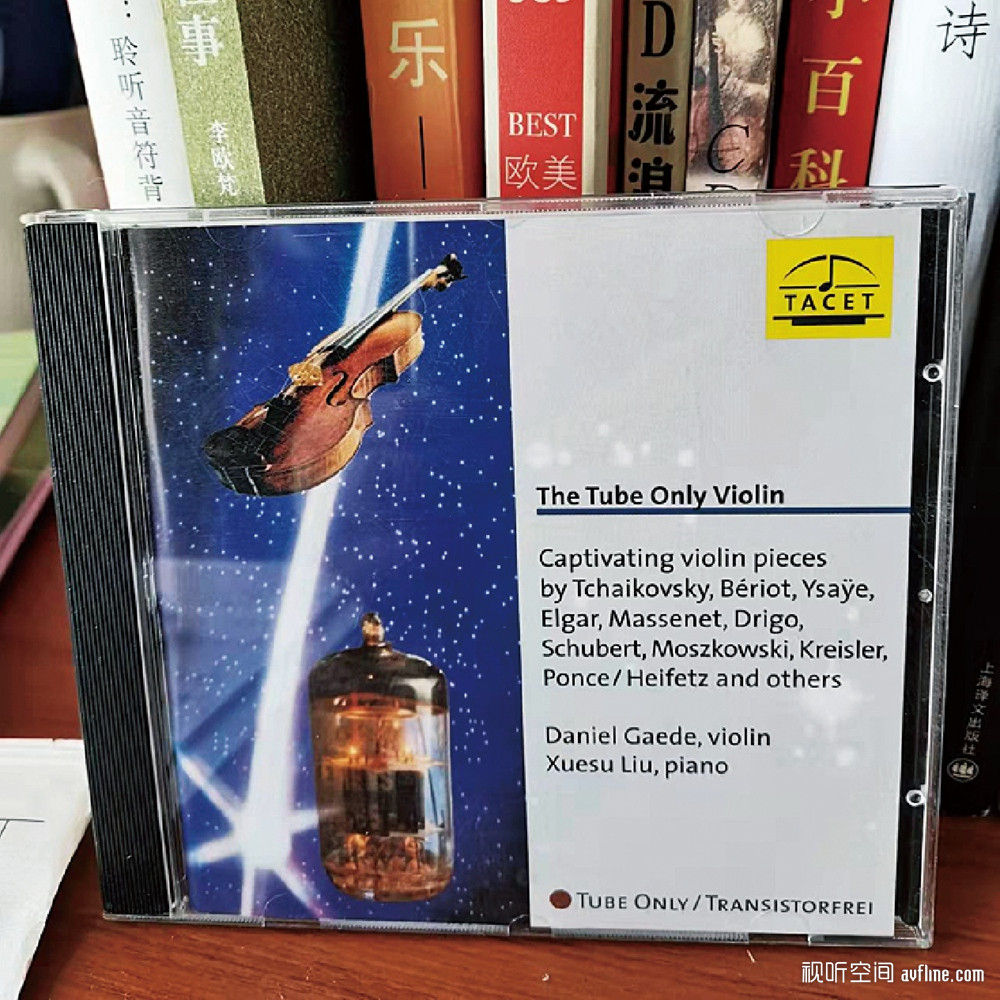 聆听音符背
事
李欧梵
乐
BEST
欧美
D
流浪
CD
百科
诗
TACET
The Tube Only Violin
Captivating violin pieces
by Tchaikovsky, Bériot, Ysaÿe,
Elgar, Massenet, Drigo,
Schubert, Moszkowski, Kreisler,
Ponce/Heifetz and others
Daniel Gaede, violin
Xuesu Liu, piano
TUBE ONLY/TRANSISTORFREI
上海译文出版社
视听空间 avfline.com